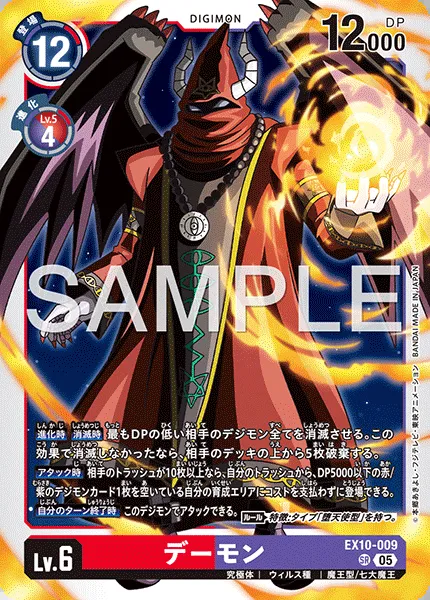 DIGIMON
登場
12
DP
12000
進化
Lv.5
4
SAMPLE
©本郷あきよし・フジテレビ・東映アニメーション BANDAI MADE IN JAPAN
進化時 消滅時 最もDPの低い相手のデジモン全てを消滅させる。この
効果で消滅しなかったなら、相手のデッキの上から5枚破棄する。
アタック時 相手のトラッシュが10枚以上なら、自分のトラッシュから、DP5000以下の赤/
紫のデジモンカード1枚を空いている自分の育成エリアにコストを支払わずに登場できる。
自分のターン終了時 このデジモンでアタックできる。 ルール 特徴:タイプ「堕天使型」を持つ。
Lv.6
デーモン
EX10-009
SR 05
究極体 | ウィルス種 | 魔王型/七大魔王